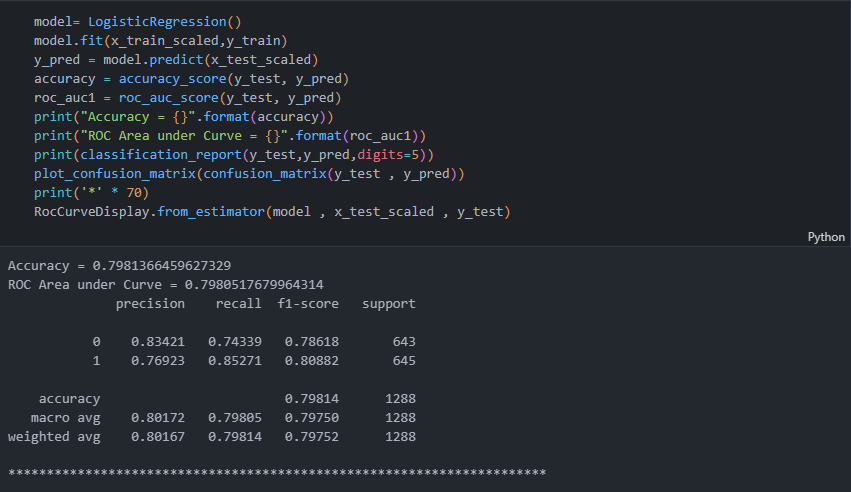 model= LogisticRegression()
model.fit(x_train_scaled,y_train)
y_pred = model.predict(x_test_scaled)
accuracy = accuracy_score(y_test, y_pred)
roc_auc1 = roc_auc_score(y_test, y_pred)
print("Accuracy = {}".format(accuracy))
print("ROC Area under Curve = {}".format(roc_auc1))
print(classification_report(y_test,y_pred,digits=5))
plot_confusion_matrix(confusion_matrix(y_test , y_pred))
print('*' * 70)
RocCurveDisplay.from_estimator(model , x_test_scaled , y_test)
Python
Accuracy = 0.7981366459627329
ROC Area under Curve = 0.7980517679964314
precision    recall  f1-score   support
0    0.83421   0.74339   0.78618       643
1    0.76923   0.85271   0.80882       645
accuracy                        0.79814      1288
macro avg    0.80172   0.79805   0.79750      1288
weighted avg    0.80167   0.79814   0.79752      1288
**********************************************************************